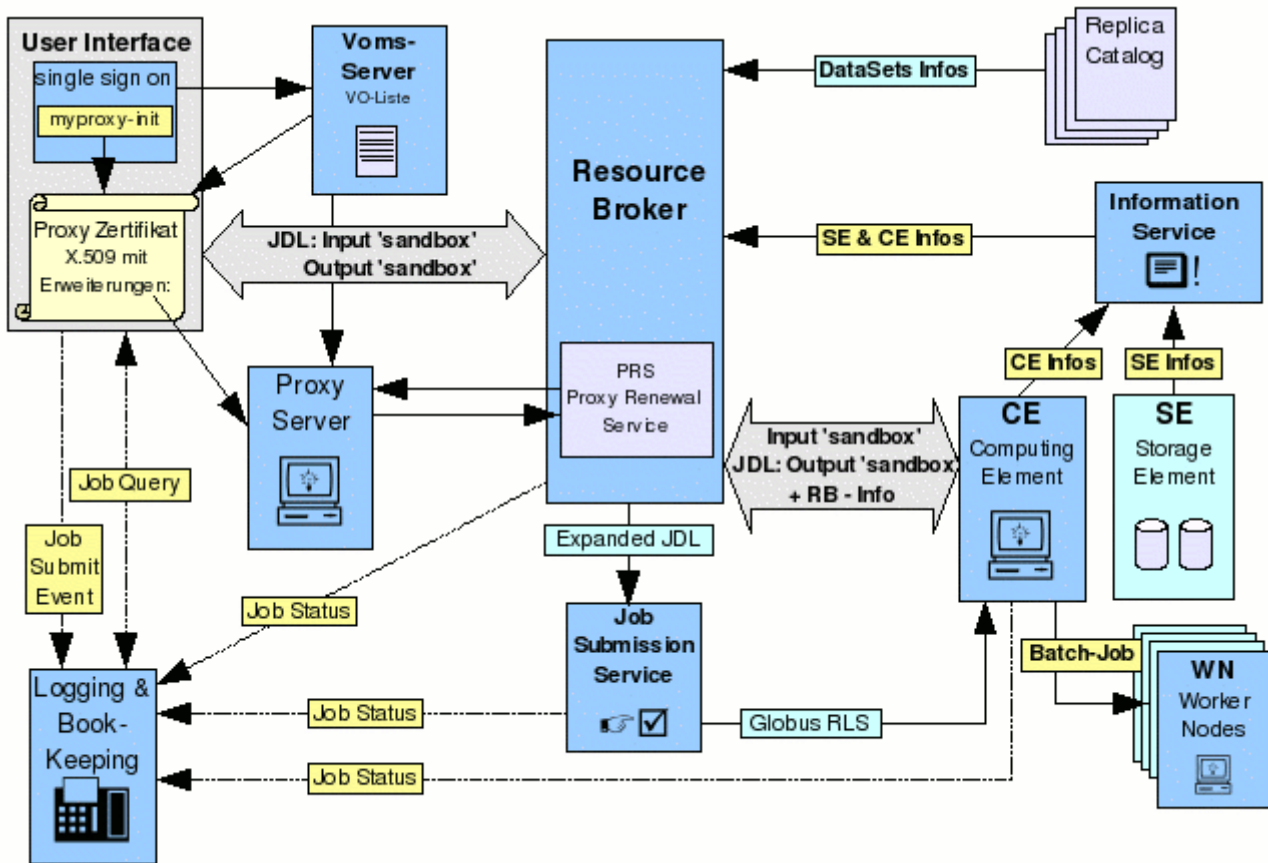 User Interface
single sign on
myproxy-init
Proxy Zertifikat
X.509 mit
Erweiterungen:
Voms-
Server
VO-Liste
JDL: Input 'sandbox'
Output 'sandbox'
Resource
Broker
DataSets Infos
Replica
Catalog
SE & CE Infos
Information
Service
!
CE Infos
SE Infos
Proxy
Server
PRS
Proxy Renewal
Service
Input 'sandbox'
JDL: Output 'sandbox
+ RB - Info
CE
Computing
Element
SE
Storage
Element
Job Query
Job
Submit
Event
Expanded JDL
Job Status
Job
Submission
Service
Batch-Job
WN
Worker
Nodes
Logging &
Book-
Keeping
Job Status
Globus RLS
Job Status